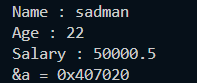 Name : sadman
Age : 22
Salary : 50000.5
&a = 0x407020